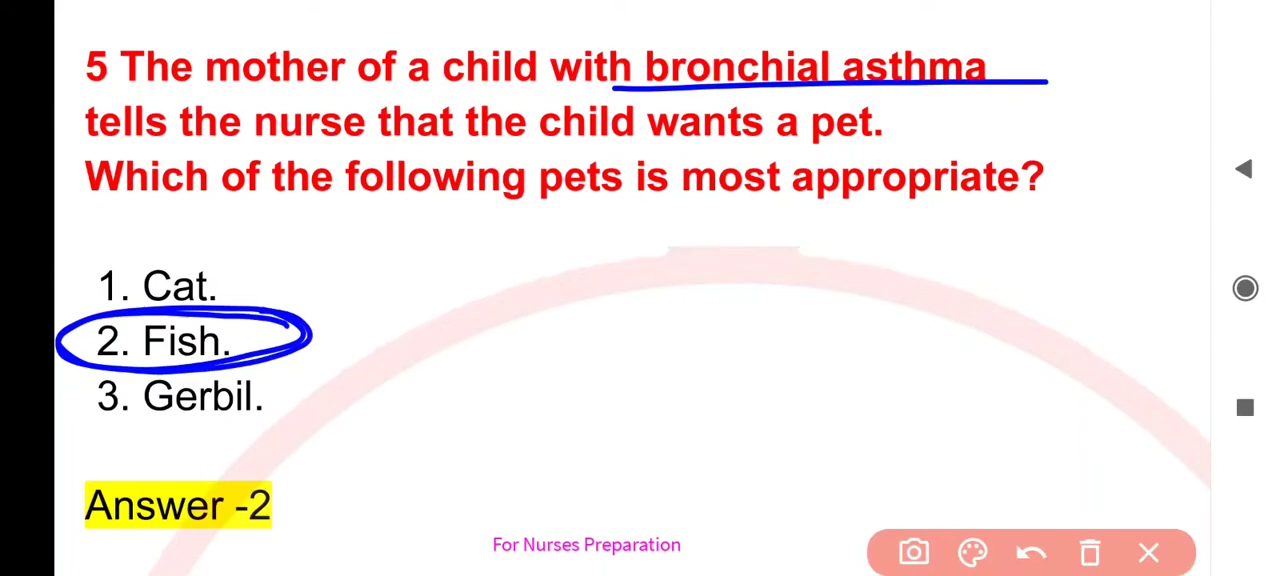 5 The mother of a child with bronchial asthma
tells the nurse that the child wants a pet.
Which of the following pets is most appropriate?
1. Cat.
2. Fish.
3. Gerbil.
Answer -2
For Nurses Preparation